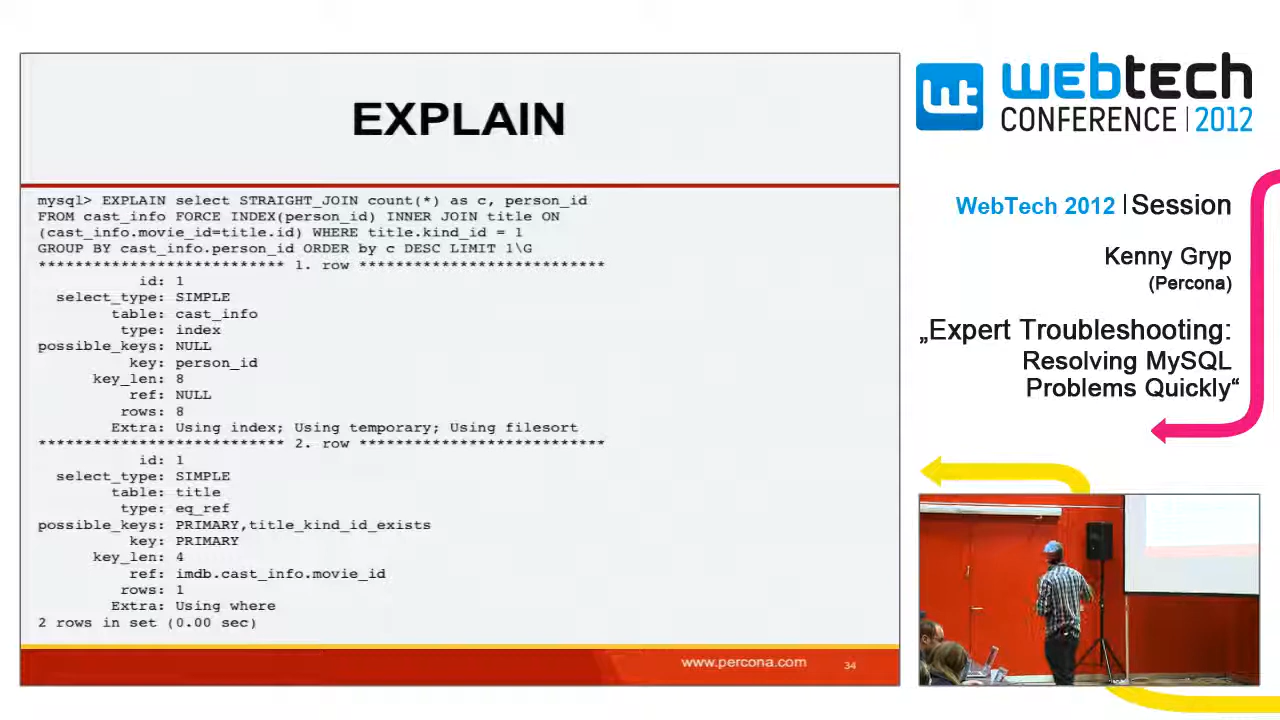 EXPLAIN
mysql> EXPLAIN select STRAIGHT_JOIN count(*) as c, person_id
FROM cast_info FORCE INDEX(person_id) INNER JOIN title ON
(cast_info.movie_id=title.id) WHERE title.kind_id = 1
GROUP BY cast_info.person_id ORDER by c DESC LIMIT 1\G
*************************** 1. row ***************************
id: 1
select_type: SIMPLE
table: cast_info
type: index
possible_keys: NULL
key: person_id
key_len: 8
ref: NULL
rows: 8
Extra: Using index; Using temporary; Using filesort
*************************** 2. row ***************************
id: 1
select_type: SIMPLE
table: title
type: eq_ref
possible_keys: PRIMARY,title_kind_id_exists
key: PRIMARY
key_len: 4
ref: imdb.cast_info.movie_id
rows: 1
Extra: Using where
2 rows in set (0.00 sec)
www.percona.com 34
wt webtech
CONFERENCE | 2012
WebTech 2012 | Session
Kenny Gryp
(Percona)
„Expert Troubleshooting:
Resolving MySQL
Problems Quickly“